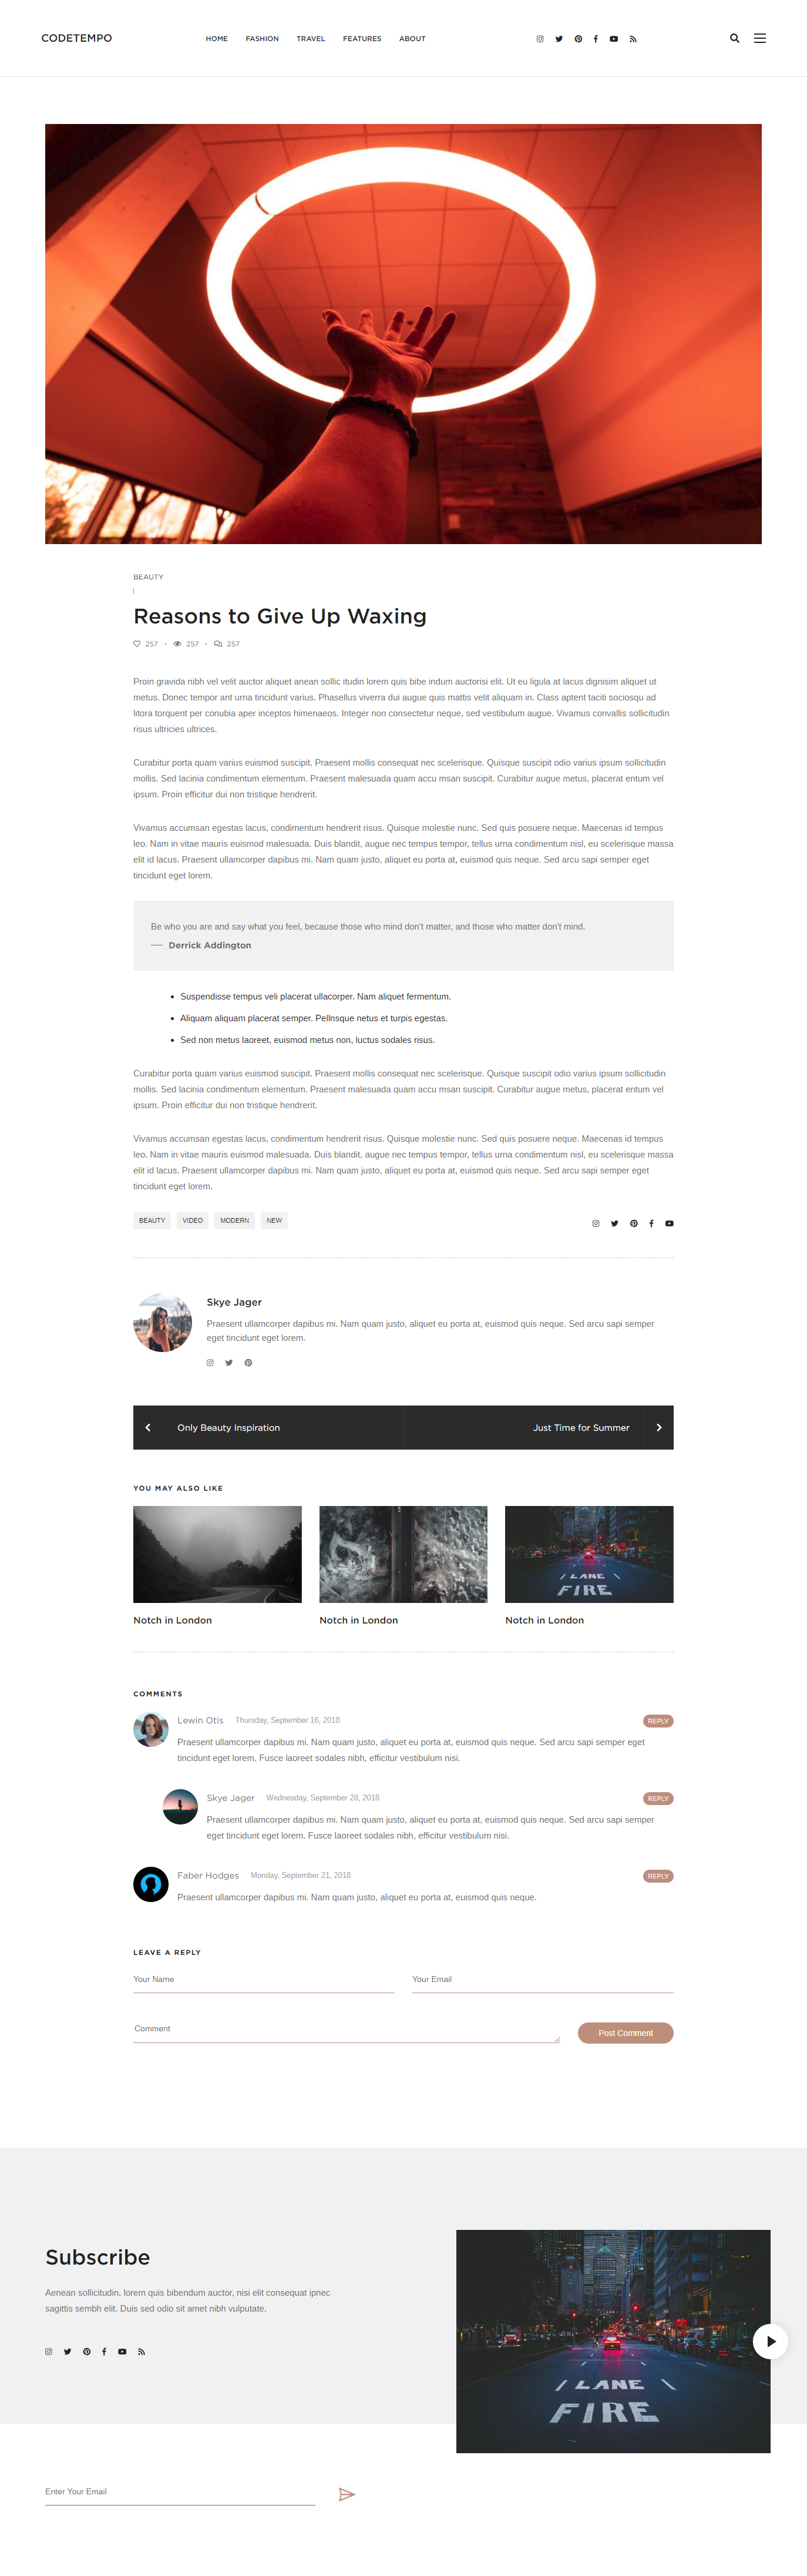 CODETEMPO
HOME FASHION TRAVEL FEATURES ABOUT
BEAUTY
Reasons to Give Up Waxing
257 257 257
Proin gravida nibh vel velit auctor aliquet anean sollic itudin lorem quis bibe indum auctorisi elit. Ut eu ligula at lacus dignisim aliquet ut
metus. Donec tempor ant urna tincidunt varius. Phasellus viverra dui augue quis mattis velit aliquam in. Class aptent taciti sociosqu ad
litora torquent per conubia aper inceptos himenaeos. Integer non consectetur neque, sed vestibulum augue. Vivamus convallis sollicitudin
risus ultricies ultrices.
Curabitur porta quam varius euismod suscipit. Praesent mollis consequat nec scelerisque. Quisque suscipit odio varius ipsum sollicitudin
mollis. Sed lacinia condimentum elementum. Praesent malesuada quam accu msan suscipit. Curabitur augue metus, placerat entum vel
ipsum. Proin efficitur dui non tristique hendrerit.
Vivamus accumsan egestas lacus, condimentum hendrerit risus. Quisque molestie nunc. Sed quis posuere neque. Maecenas id tempus
leo. Nam in vitae mauris euismod malesuada. Duis blandit, augue nec tempus tempor, tellus urna condimentum nisl, eu scelerisque massa
elit id lacus. Praesent ullamcorper dapibus mi. Nam quam justo, aliquet eu porta at, euismod quis neque. Sed arcu sapi semper eget
tincidunt eget lorem.
Be who you are and say what you feel, because those who mind don't matter, and those who matter don't mind.
Derrick Addington
Suspendisse tempus veli placerat ullacorper. Nam aliquet fermentum.
Aliquam aliquam placerat semper. Pellnsque netus et turpis egestas.
Sed non metus laoreet, euismod metus non, luctus sodales risus.
Curabitur porta quam varius euismod suscipit. Praesent mollis consequat nec scelerisque. Quisque suscipit odio varius ipsum sollicitudin
mollis. Sed lacinia condimentum elementum. Praesent malesuada quam accu msan suscipit. Curabitur augue metus, placerat entum vel
ipsum. Proin efficitur dui non tristique hendrerit.
Vivamus accumsan egestas lacus, condimentum hendrerit risus. Quisque molestie nunc. Sed quis posuere neque. Maecenas id tempus
leo. Nam in vitae mauris euismod malesuada. Duis blandit, augue nec tempus tempor, tellus urna condimentum nisl, eu scelerisque massa
elit id lacus. Praesent ullamcorper dapibus mi. Nam quam justo, aliquet eu porta at, euismod quis neque. Sed arcu sapi semper eget
tincidunt eget lorem.
BEAUTY VIDEO MODERN NEW
Skye Jager
Praesent ullamcorper dapibus mi. Nam quam justo, aliquet eu porta at, euismod quis neque. Sed arcu sapi semper
eget tincidunt eget lorem.
Only Beauty Inspiration Just Time for Summer
YOU MAY ALSO LIKE
LANE
FIRE
Notch in London Notch in London Notch in London
COMMENTS
Lewin Otis Thursday, September 16, 2018 REPLY
Praesent ullamcorper dapibus mi. Nam quam justo, aliquet eu porta at, euismod quis neque. Sed arcu sapi semper eget
tincidunt eget lorem. Fusce laoreet sodales nibh, efficitur vestibulum nisi.
Skye Jager Wednesday, September 28, 2018 REPLY
Praesent ullamcorper dapibus mi. Nam quam justo, aliquet eu porta at, euismod quis neque. Sed arcu sapi semper
eget tincidunt eget lorem. Fusce laoreet sodales nibh, efficitur vestibulum nisi.
Faber Hodges Monday, September 21, 2018 REPLY
Praesent ullamcorper dapibus mi. Nam quam justo, aliquet eu porta at, euismod quis neque.
LEAVE A REPLY
Your Name Your Email
Comment Post Comment
Subscribe
Aenean sollicitudin, lorem quis bibendum auctor, nisi elit consequat ipnec
sagittis sembh elit. Duis sed odio sit amet nibh vulputate.
LANE
FIRE
Enter Your Email